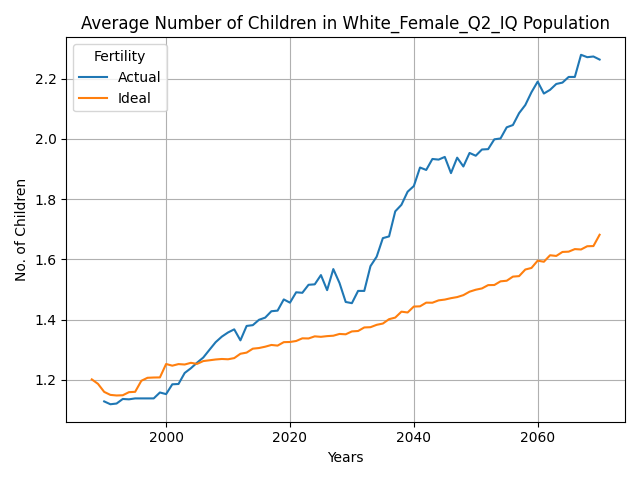 Average Number of Children in White_Female_Q2_IQ Population
Fertility
Actual
Ideal
No. of Children
2.2
2.0
1.8
1.6
1.4
1.2
2000 2020 2040 2060
Years